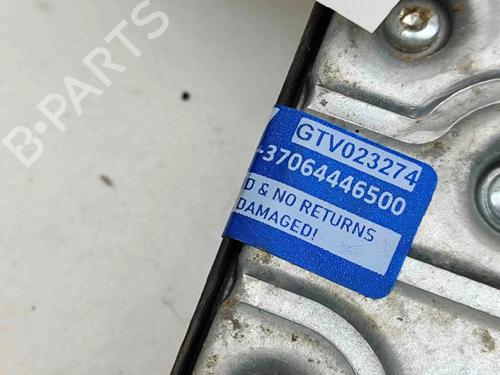 B-PARTS
GTV023274
-37064446500
D & NO RETURNS
DAMAGED!